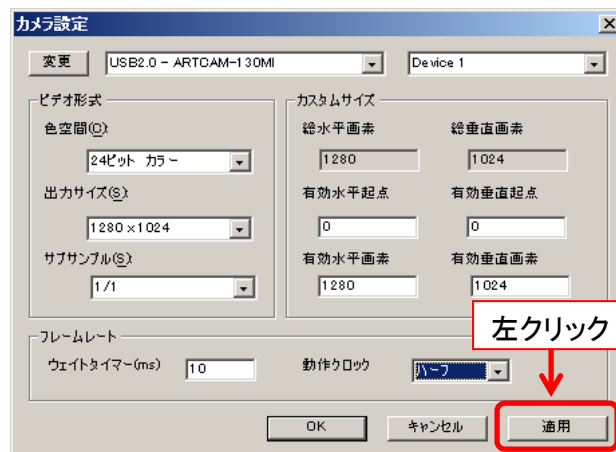 カメラ設定
変更 USB2.0 - ARTCAM-130MI Device 1
ビデオ形式 カスタムサイズ
色空間(C): 総水平画素 総垂直画素
24ビット カラー 1280 1024
出力サイズ(S): 有効水平起点 有効垂直起点
1280×1024 0 0
サブサンプル(S): 有効水平画素 有効垂直画素
1/1 1280 1024
左クリック
フレームレート
ウェイトタイマー(ms) 10 動作クロック ハーフ
OK キャンセル 適用